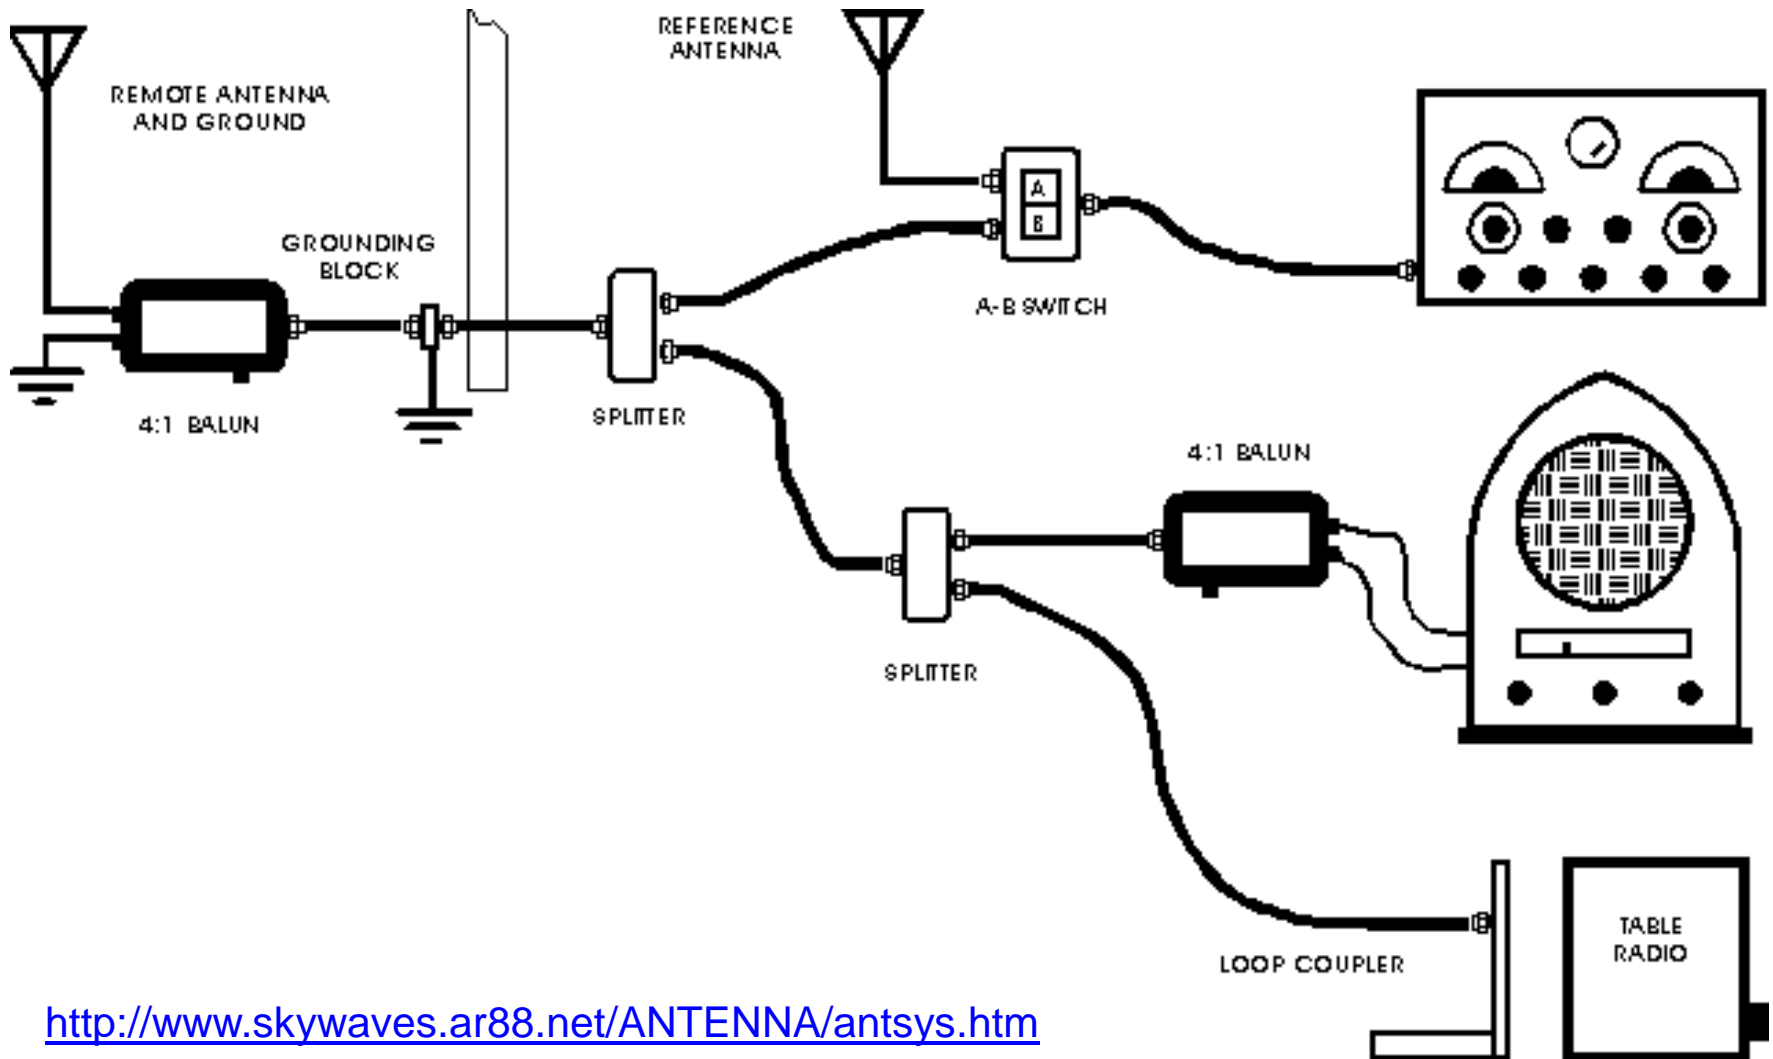 REFERENCE
ANTENNA
REMOTE ANTENNA
AND GROUND
A
B
GROUNDING
BLOCK
A-B SWITCH
4:1 BALUN
SPLITTER
4:1 BALUN
SPLITTER
TABLE
RADIO
LOOP COUPLER
http://www.skywaves.ar88.net/ANTENNA/antsys.htm